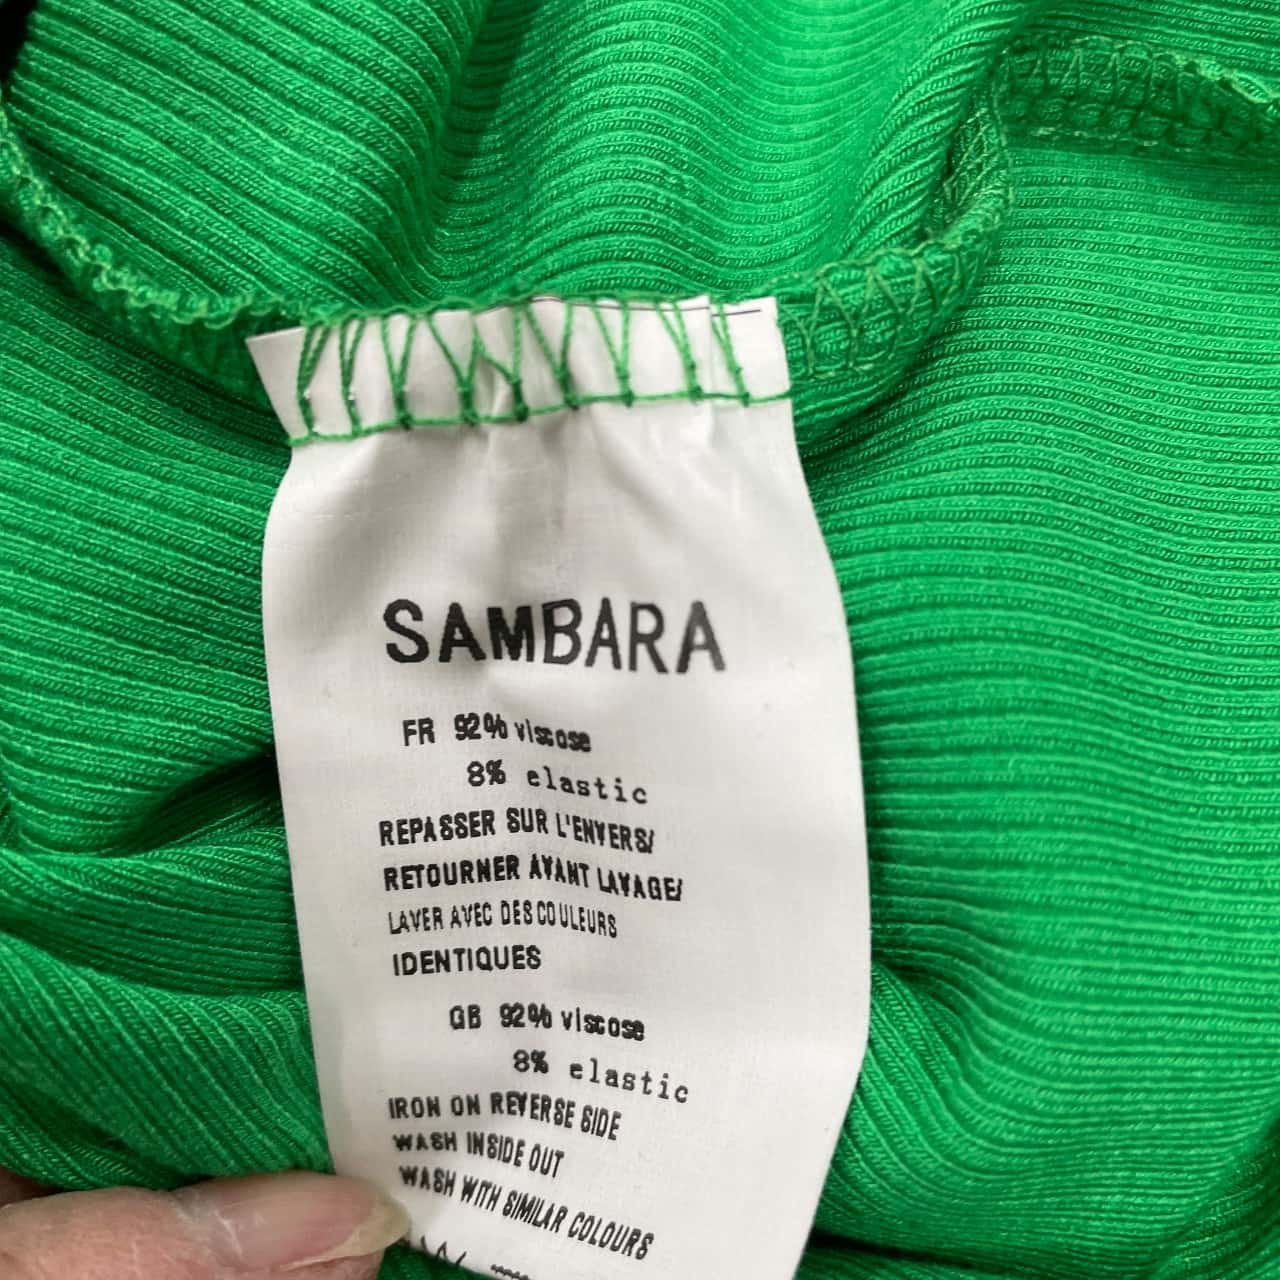 SAMBARA
FR 92% viscose
8% elastic
REPASSER SUR L'ENVERS/
RETOURNER AVANT LAVAGE/
LAVER AVEC DES COULEURS
IDENTIQUES
GB 92% viscose
8% elastic
IRON ON REVERSE SIDE
WASH INSIDE OUT
WASH WITH SIMILAR COLOURS